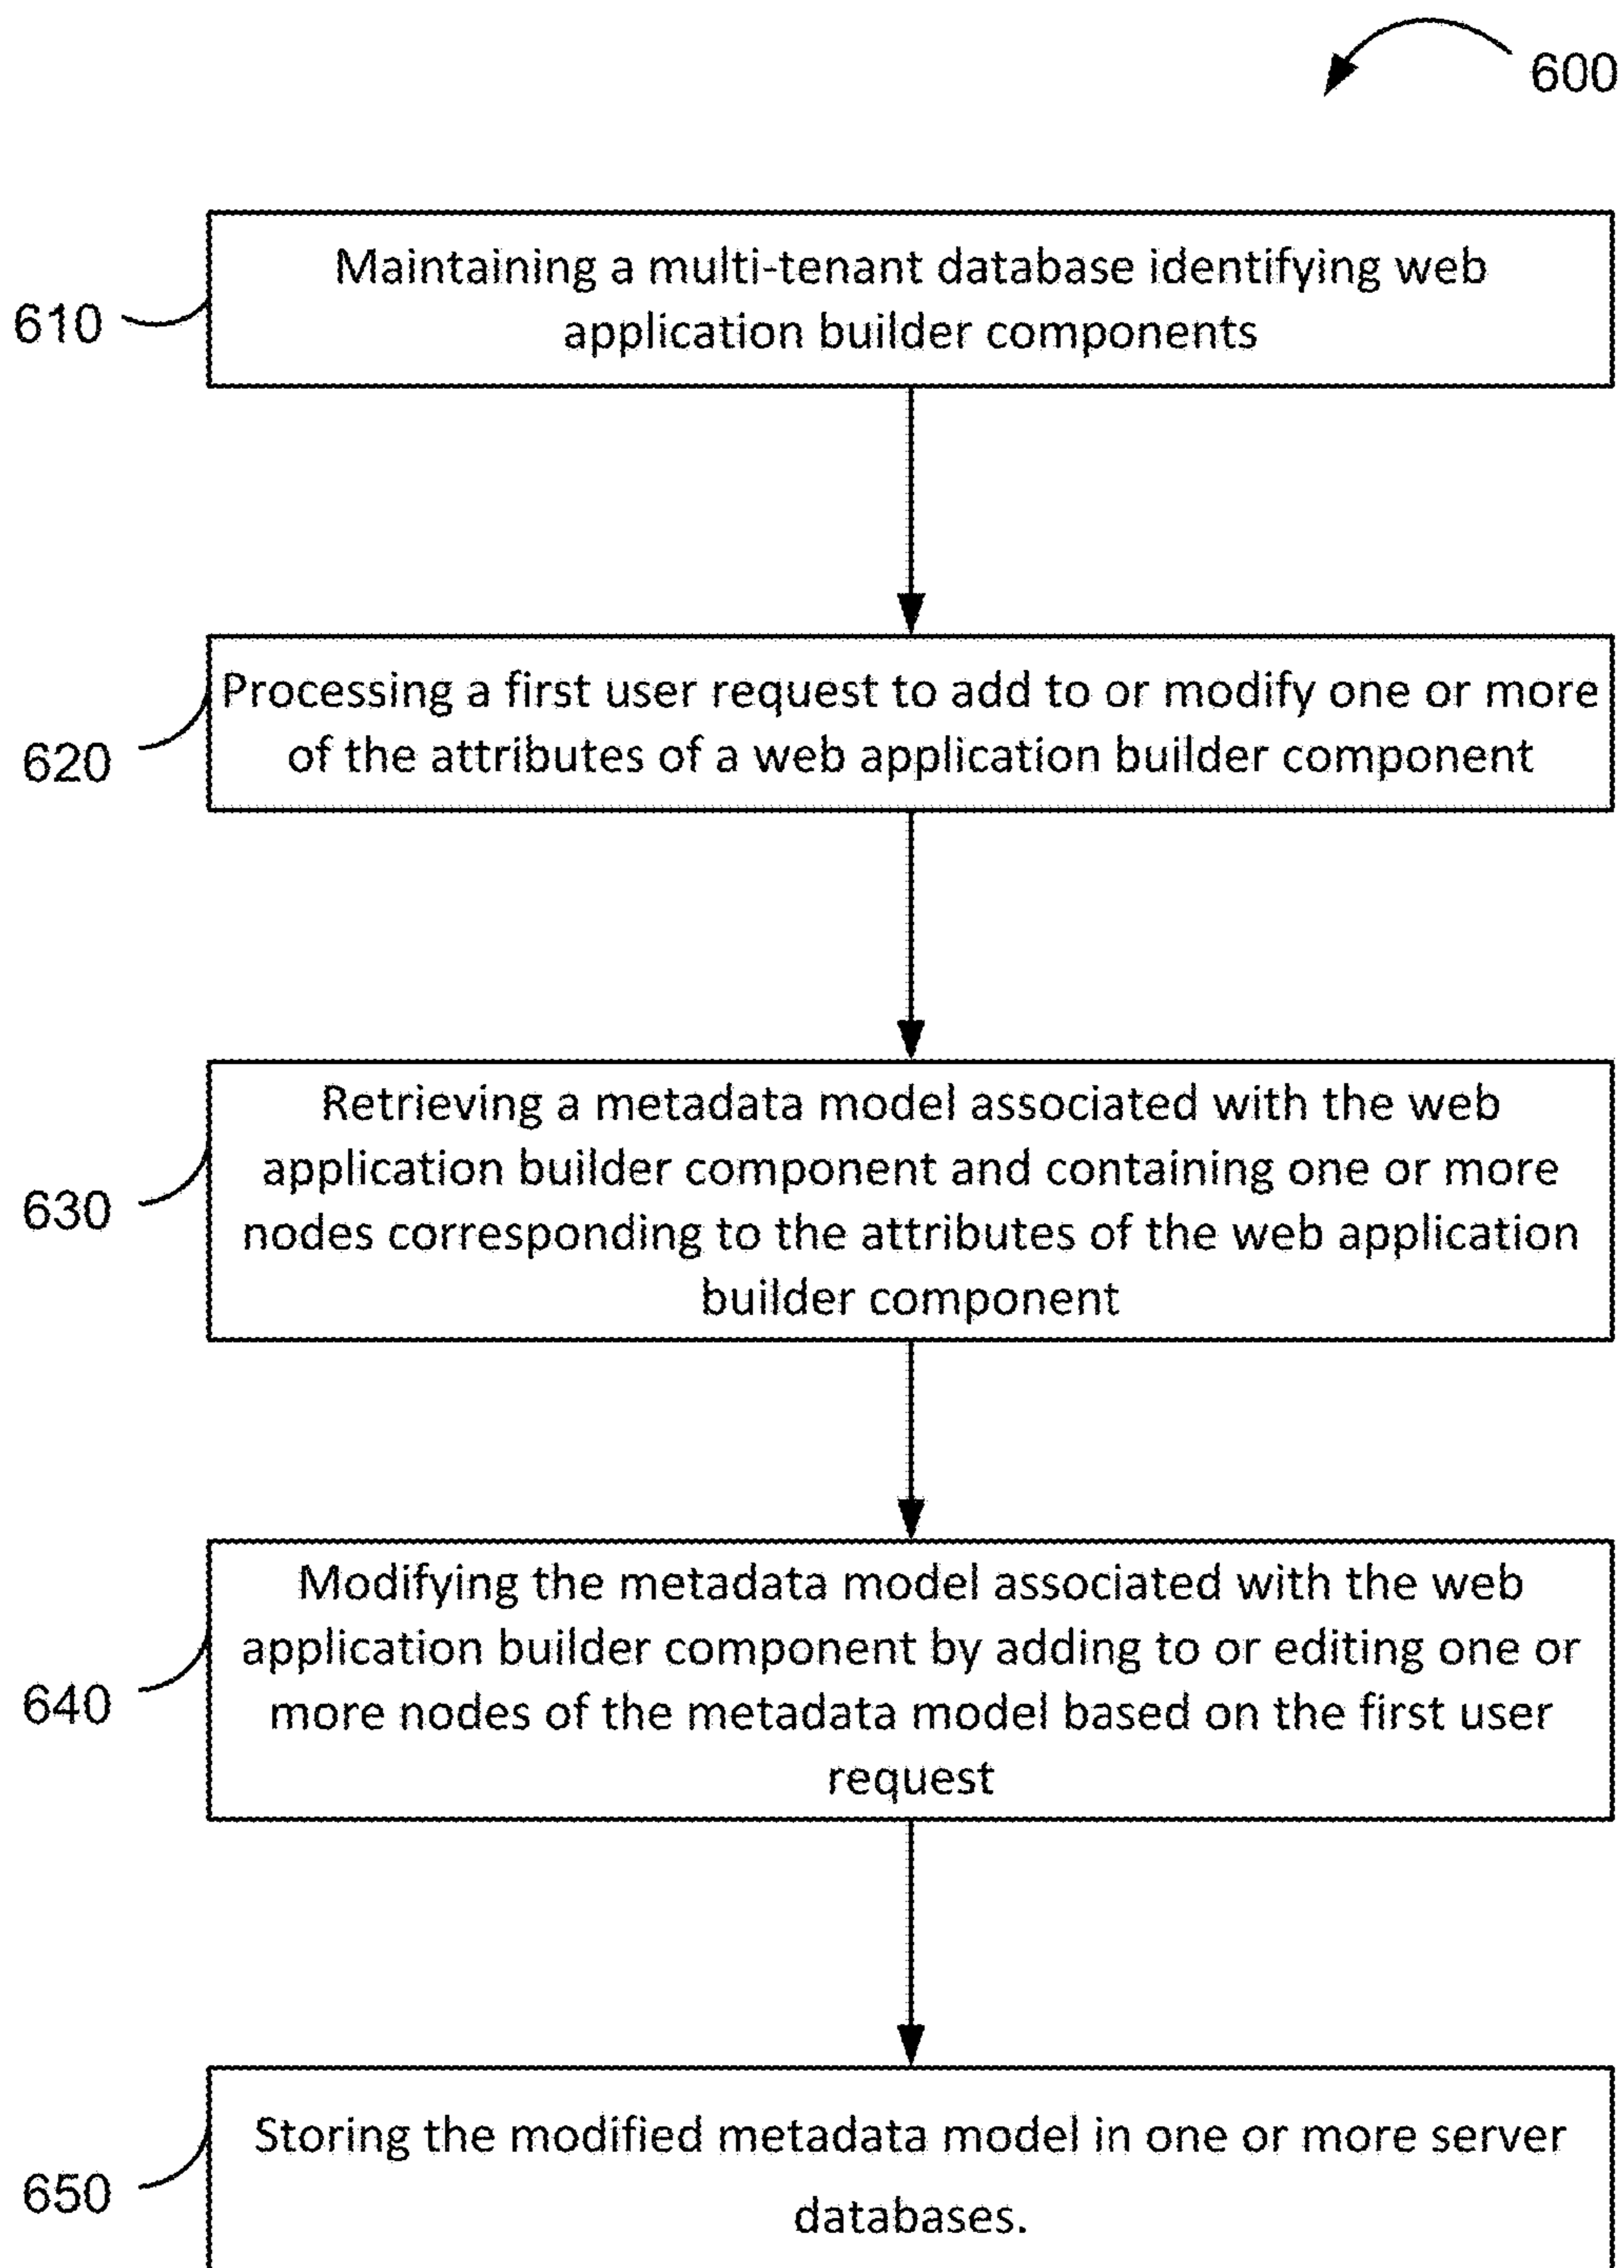 600
Maintaining a multi-tenant database identifying web
application builder components
610
Processing a first user request to add to or modify one or more
of the attributes of a web application builder component
620
Retrieving a metadata model associated with the web
application builder component and containing one or more
nodes corresponding to the attributes of the web application
builder component
630
Modifying the metadata model associated with the web
application builder component by adding to or editing one or
more nodes of the metadata model based on the first user
request
640
Storing the modified metadata model in one or more server
databases.
650